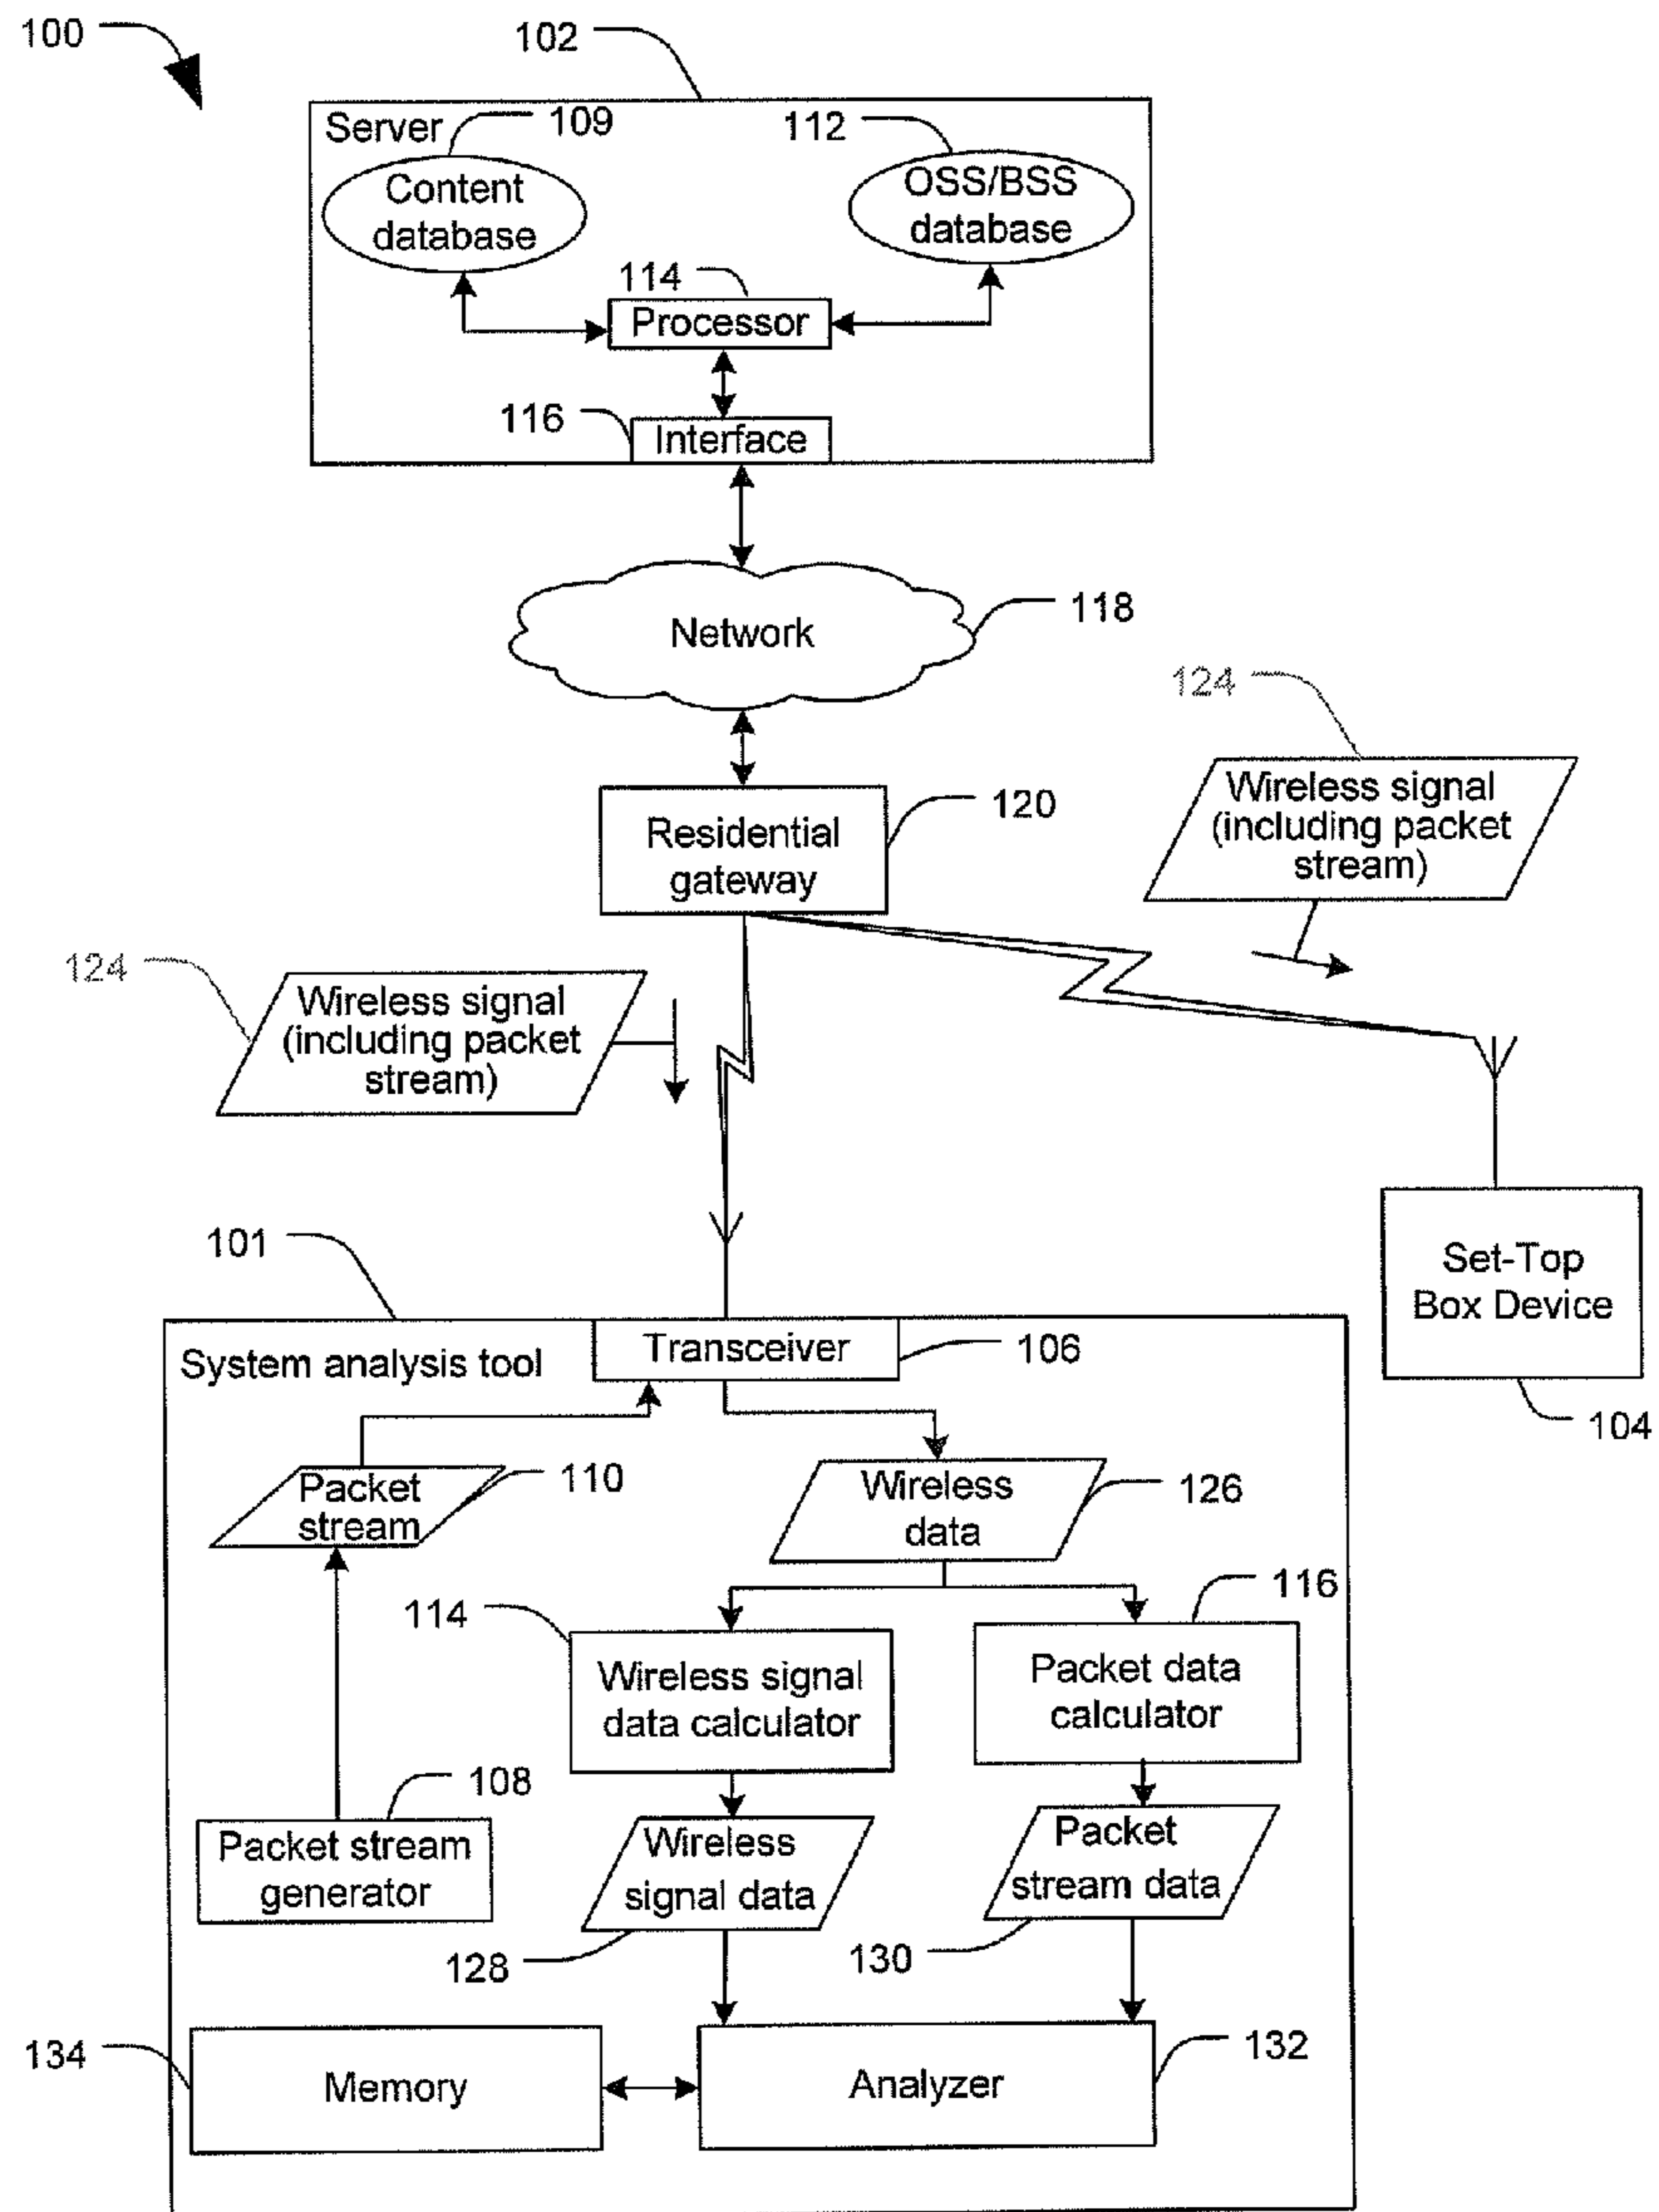 100
102
Server
109
112
Content
database
OSS/BSS
database
114
Processor
116
Interface
Network
118
124
Wireless signal
(including packet
stream)
Residential
gateway
120
124
Wireless signal
(including packet
stream)
101
System analysis tool
Transceiver
106
Set-Top
Box Device
104
Packet
stream
110
Wireless
data
126
114
Wireless signal
data calculator
116
Packet data
calculator
108
Packet stream
generator
Wireless
signal data
128
Packet
stream data
130
134
Memory
Analyzer
132